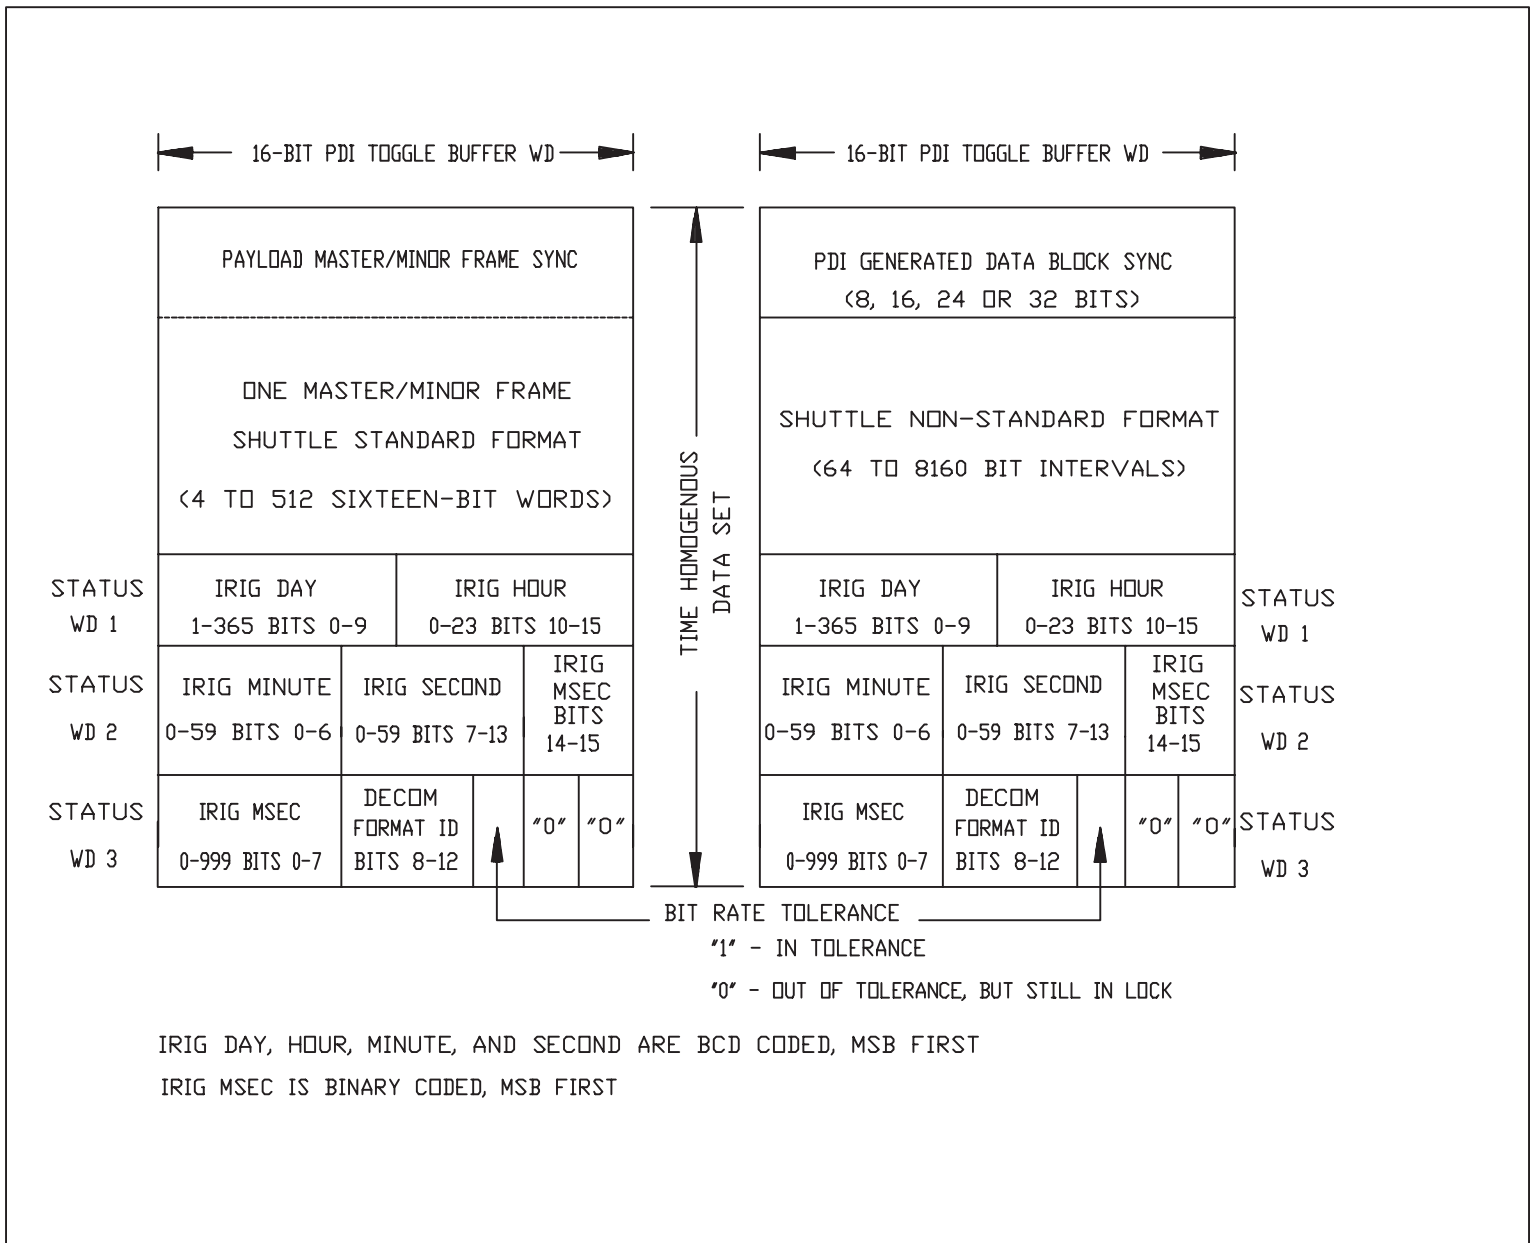 16-BIT PDI TOGGLE BUFFER WD
PAYLOAD MASTER/MINOR FRAME SYNC
ONE MASTER/MINOR FRAME
SHUTTLE STANDARD FORMAT
(4 TO 512 SIXTEEN-BIT WORDS)
STATUS
WD 1
IRIG DAY
1-365 BITS 0-9
IRIG HOUR
0-23 BITS 10-15
STATUS
WD 2
IRIG MINUTE
0-59 BITS 0-6
IRIG SECOND
0-59 BITS 7-13
IRIG
MSEC
BITS
14-15
STATUS
WD 3
IRIG MSEC
0-999 BITS 0-7
DECOM
FORMAT ID
BITS 8-12
"0"
"0"
TIME HOMOGENOUS
DATA SET
16-BIT PDI TOGGLE BUFFER WD
PDI GENERATED DATA BLOCK SYNC
(8, 16, 24 OR 32 BITS)
SHUTTLE NON-STANDARD FORMAT
(64 TO 8160 BIT INTERVALS)
IRIG DAY
1-365 BITS 0-9
IRIG HOUR
0-23 BITS 10-15
STATUS
WD 1
IRIG MINUTE
0-59 BITS 0-6
IRIG SECOND
0-59 BITS 7-13
IRIG
MSEC
BITS
14-15
STATUS
WD 2
IRIG MSEC
0-999 BITS 0-7
DECOM
FORMAT ID
BITS 8-12
"0"
"0"
STATUS
WD 3
BIT RATE TOLERANCE
"1" - IN TOLERANCE
"0" - OUT OF TOLERANCE, BUT STILL IN LOCK
IRIG DAY, HOUR, MINUTE, AND SECOND ARE BCD CODED, MSB FIRST
IRIG MSEC IS BINARY CODED, MSB FIRST